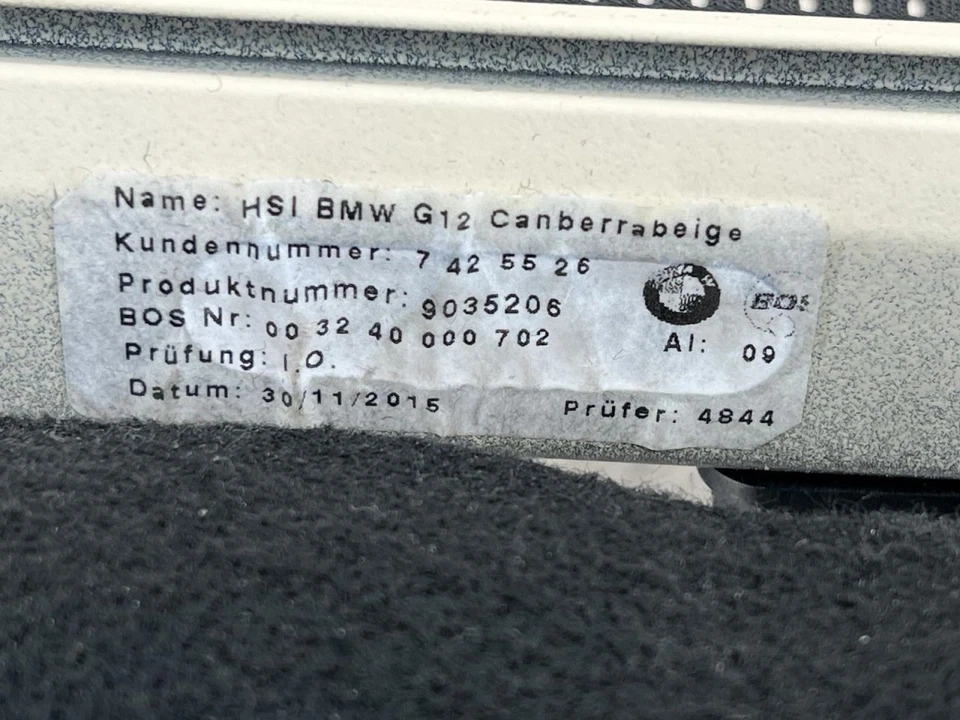 Name: HSI BMW G12 Canberrabeige
Kundennummer: 7 42 55 26
Produktnummer: 9035206
BOS Nr: 00 32 40 000 702
BOS
AI: 09
Prüfung: I.O.
Datum: 30/11/2015
Prüfer: 4844